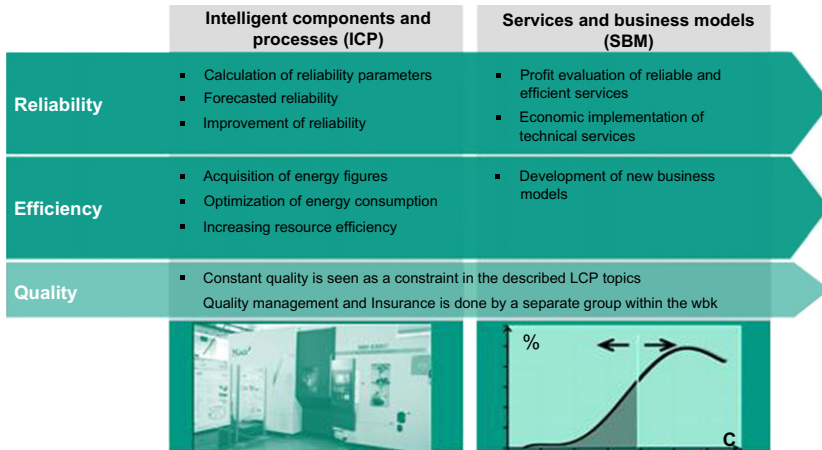 Intelligent components and
processes (ICP)
Services and business models
(SBM)
Reliability
▪ Calculation of reliability parameters
▪ Forecasted reliability
▪ Improvement of reliability
▪ Profit evaluation of reliable and
efficient services
▪ Economic implementation of
technical services
Efficiency
▪ Acquisition of energy figures
▪ Optimization of energy consumption
▪ Increasing resource efficiency
▪ Development of new business
models
Quality
▪ Constant quality is seen as a constraint in the described LCP topics
Quality management and Insurance is done by a separate group within the wbk
%
C